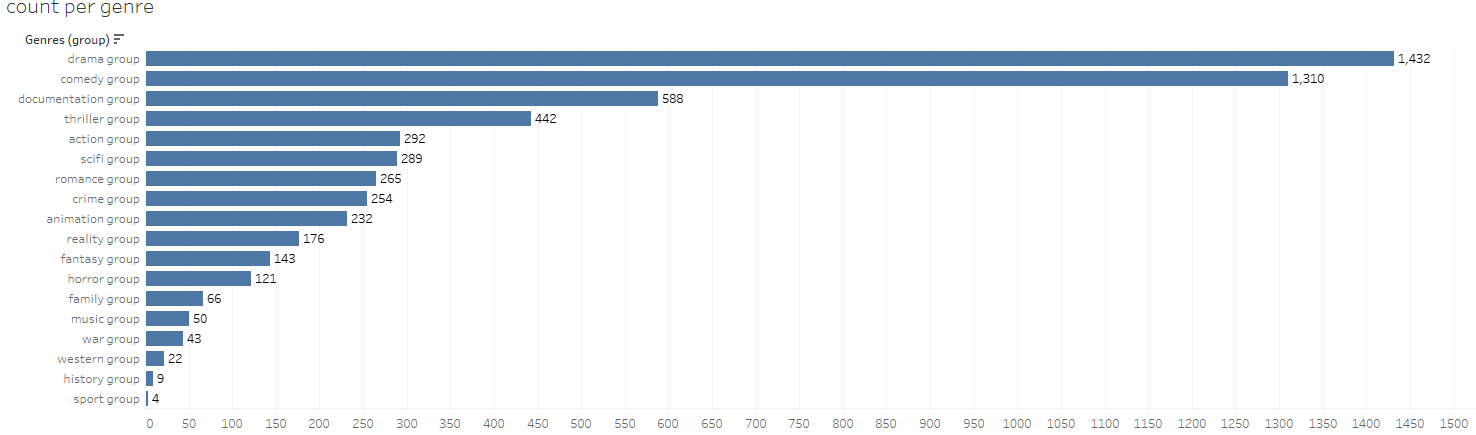 count per genre
Genres (group)
drama group 1,432
comedy group 1,310
documentation group 588
thriller group 442
action group 292
scifi group 289
romance group 265
crime group 254
animation group 232
reality group 176
fantasy group 143
horror group 121
family group 66
music group 50
war group 43
western group 22
history group 9
sport group 4
0 50 100 150 200 250 300 350 400 450 500 550 600 650 700 750 800 850 900 950 1000 1050 1100 1150 1200 1250 1300 1350 1400 1450 1500